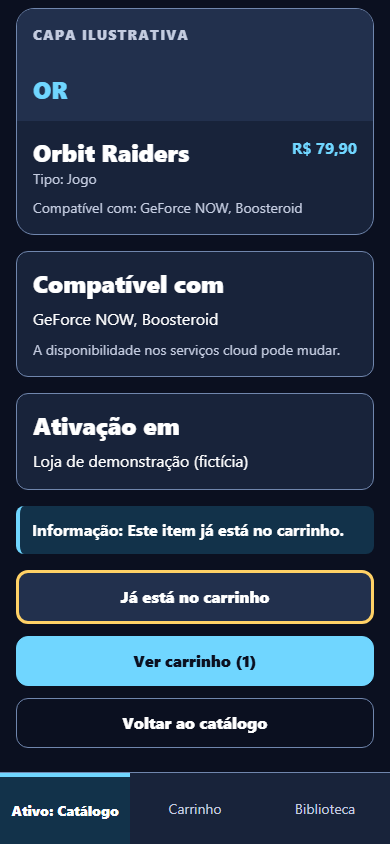 CAPA ILUSTRATIVA
OR
Orbit Raiders
R$ 79,90
Tipo: Jogo
Compatível com: GeForce NOW, Boosteroid
Compatível com
GeForce NOW, Boosteroid
A disponibilidade nos serviços cloud pode mudar.
Ativação em
Loja de demonstração (fictícia)
Informação: Este item já está no carrinho.
Já está no carrinho
Ver carrinho (1)
Voltar ao catálogo
Ativo: Catálogo
Carrinho
Biblioteca